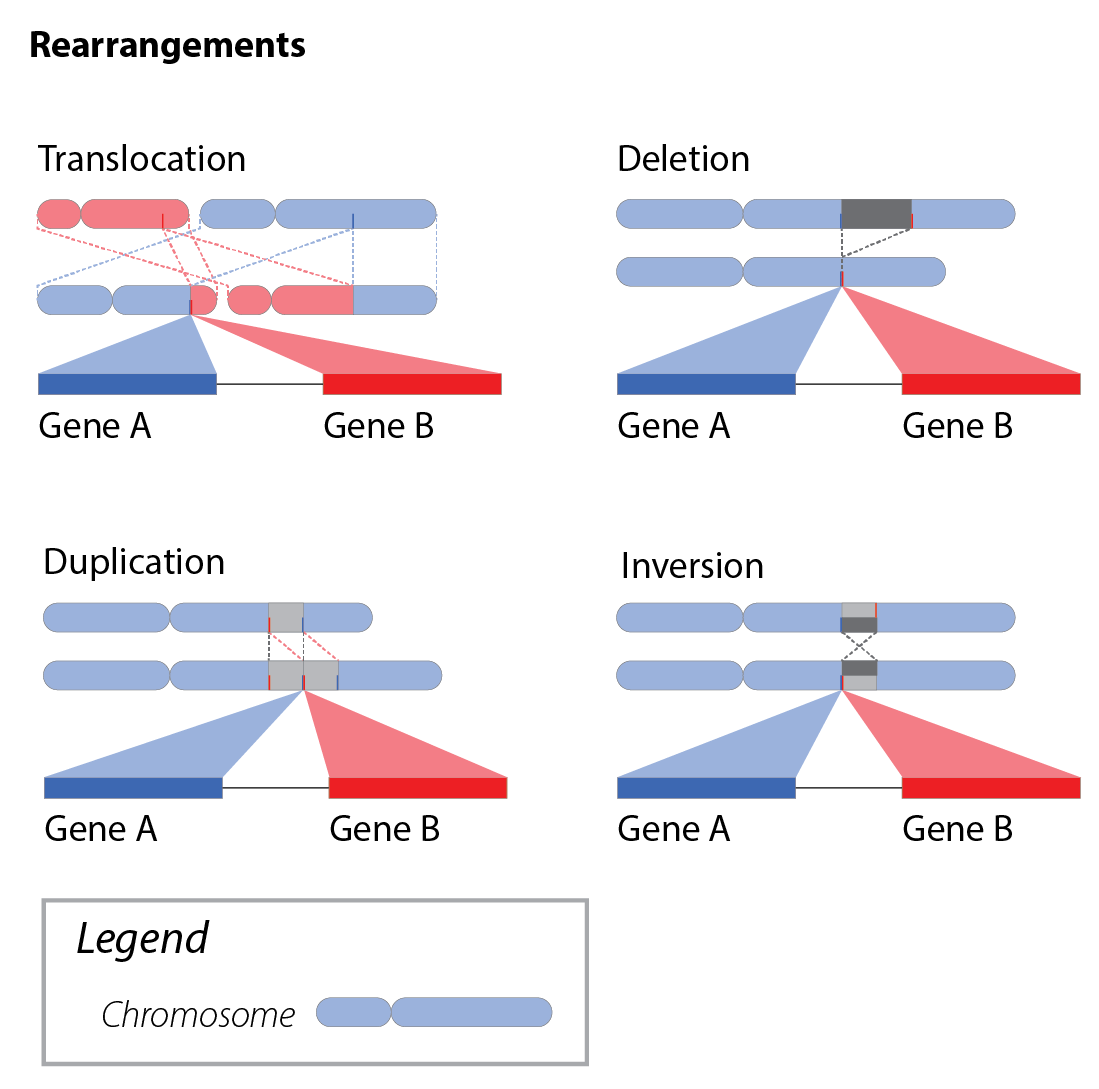 Rearrangements
Translocation
Deletion
Gene A
Gene B
Gene A
Gene B
Duplication
Inversion
Gene A
Gene B
Gene A
Gene B
Legend
Chromosome